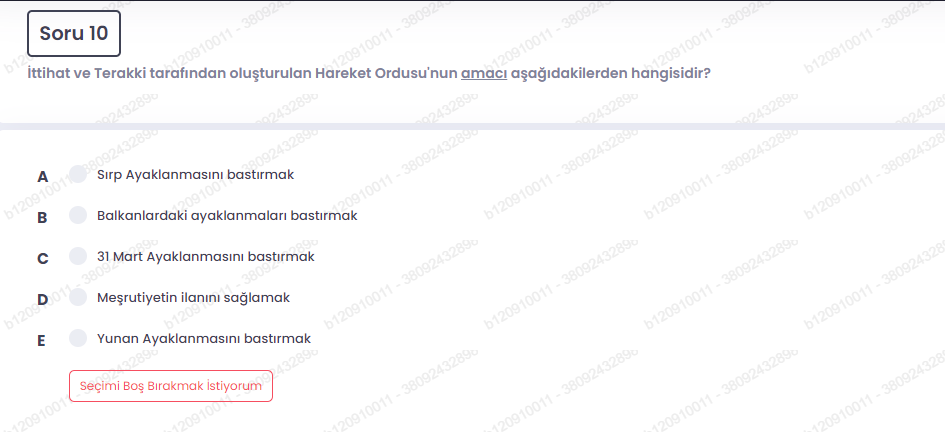 Soru 10
İttihat ve Terakki tarafından oluşturulan Hareket Ordusu'nun amacı aşağıdakilerden hangisidir?
A Sırp Ayaklanmasını bastırmak
B Balkanlardaki ayaklanmaları bastırmak
C 31 Mart Ayaklanmasını bastırmak
D Meşrutiyetin ilanını sağlamak
E Yunan Ayaklanmasını bastırmak
Seçimi Boş Bırakmak İstiyorum
b120910011 - 38092432896